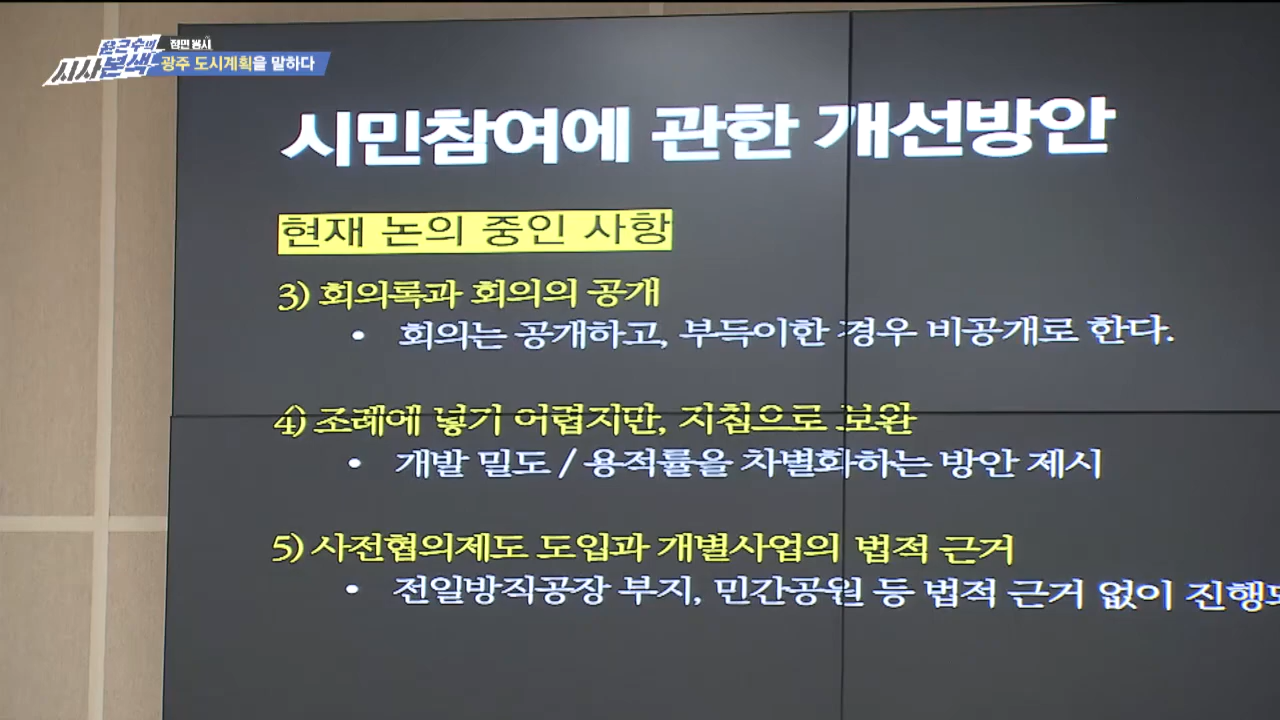 윤근수의
시사본색
정면 응시
광주 도시계획을 말하다
시민참여에 관한 개선방안
현재 논의 중인 사항
3) 회의록과 회의의 공개
• 회의는 공개하고, 부득이한 경우 비공개로 한다.
4) 조례에 넣기 어렵지만, 지침으로 보완
• 개발 밀도 / 용적률을 차별화하는 방안 제시
5) 사전협의제도 도입과 개별사업의 법적 근거
• 전일방직공장 부지, 민간공원 등 법적 근거 없이